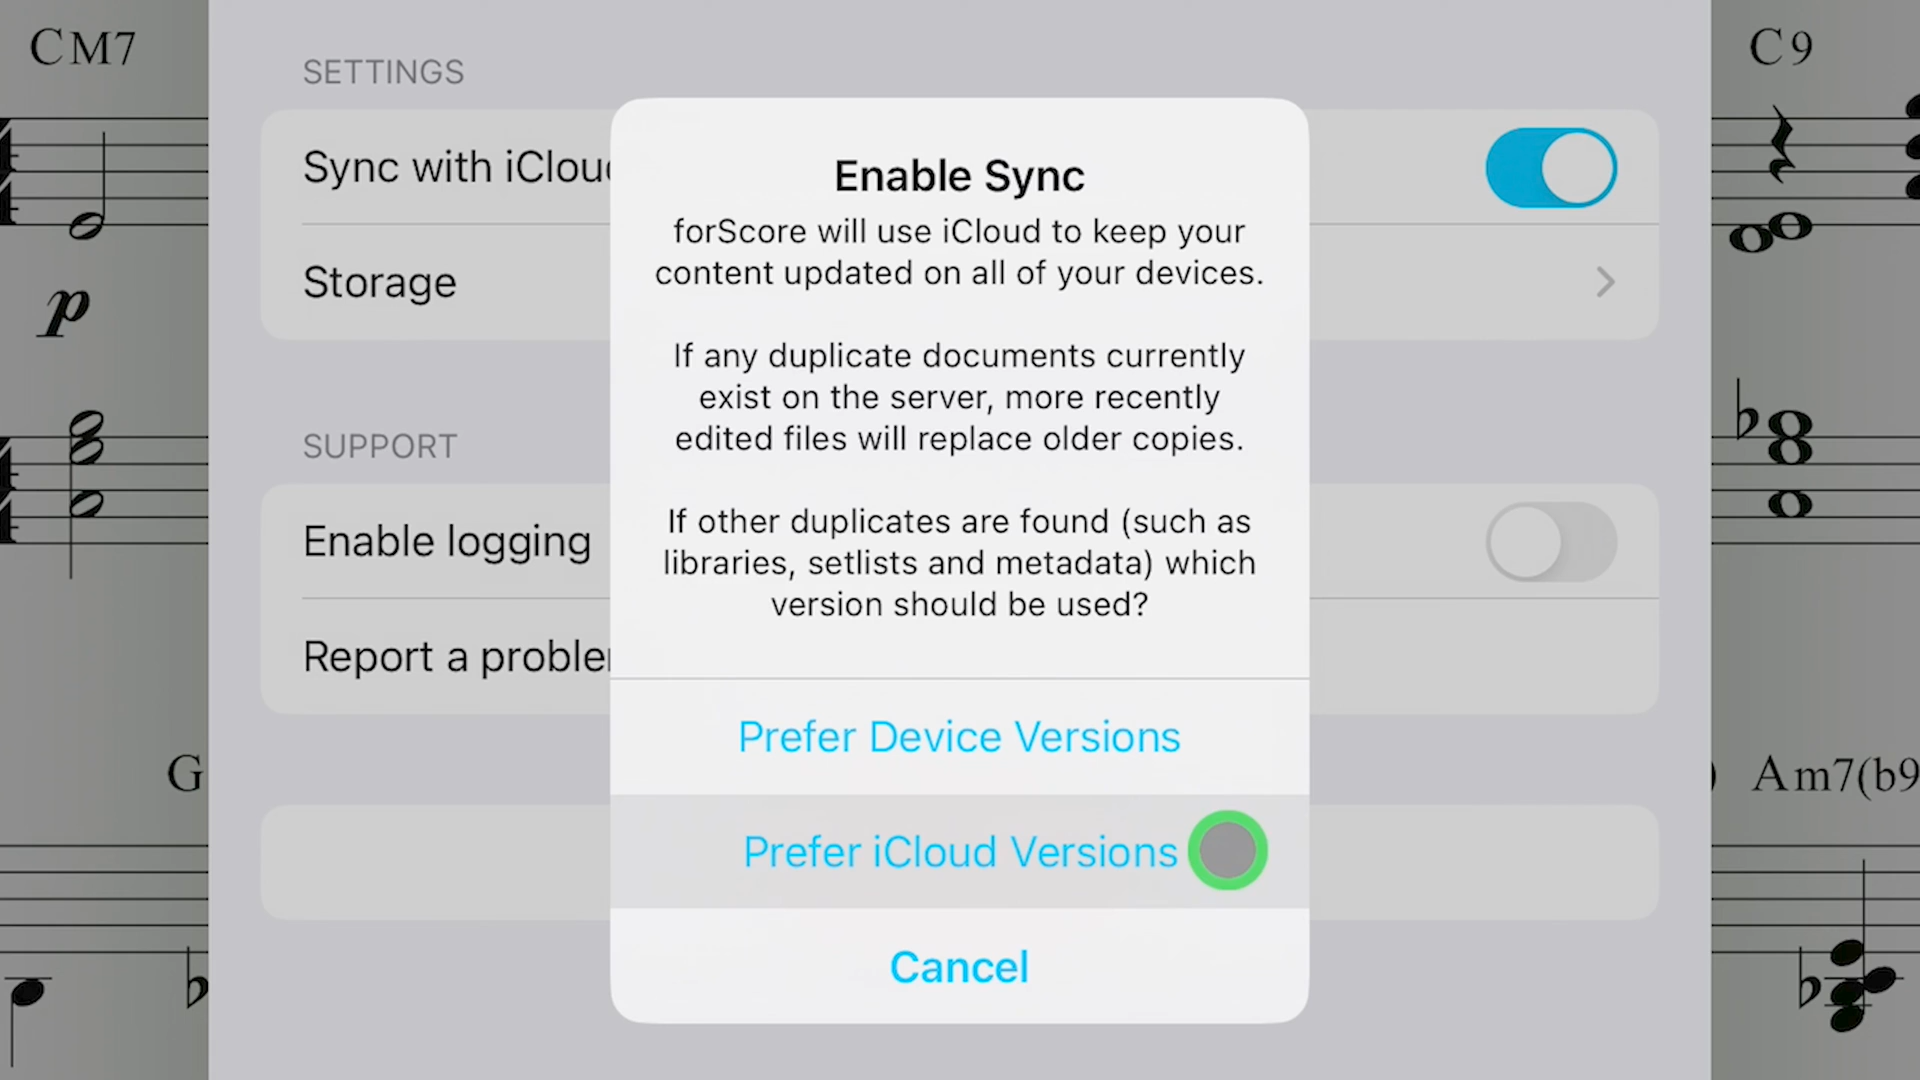 CM7
C9
SETTINGS
Sync with iCloud
Storage
SUPPORT
Enable logging
Report a problem
Enable Sync
forScore will use iCloud to keep your
content updated on all of your devices.
If any duplicate documents currently
exist on the server, more recently
edited files will replace older copies.
If other duplicates are found (such as
libraries, setlists and metadata) which
version should be used?
Prefer Device Versions
Prefer iCloud Versions
Cancel
p
G
) Am7(b9